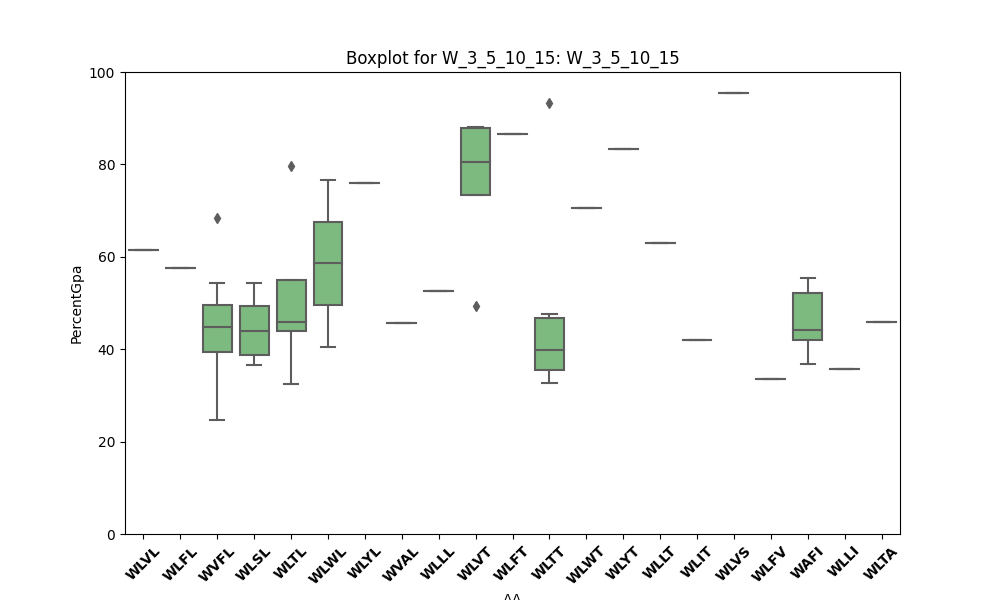 Boxplot for W_3_5_10_15: W_3_5_10_15
100
80
60
40
20
0
PercentGpa
WLVL WLFL WVFL WLSL WLTL WLWL WLYL WVAL WLLL WLVT WLFT WLTT WLWT WLYT WLLT WLIT WLVS WLFV WAFI WLLI WLTA
AA